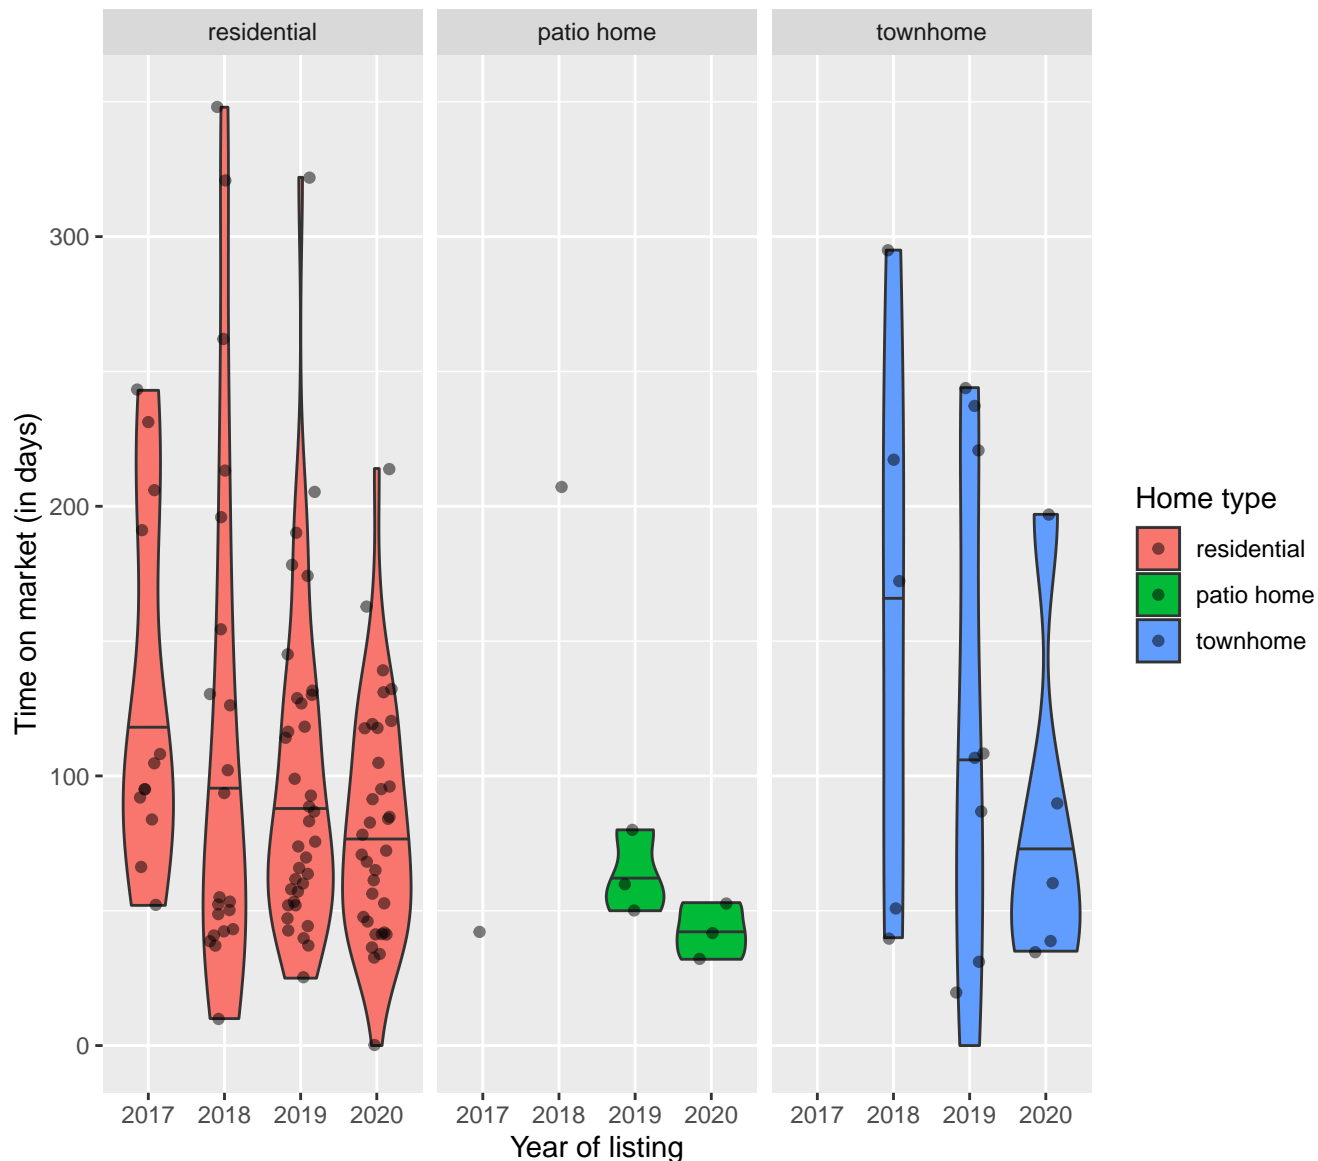 residential
patio home
townhome
300
200
100
0
Time on market (in days)
2017 2018 2019 2020
2017 2018 2019 2020
2017 2018 2019 2020
Year of listing
Home type
residential
patio home
townhome